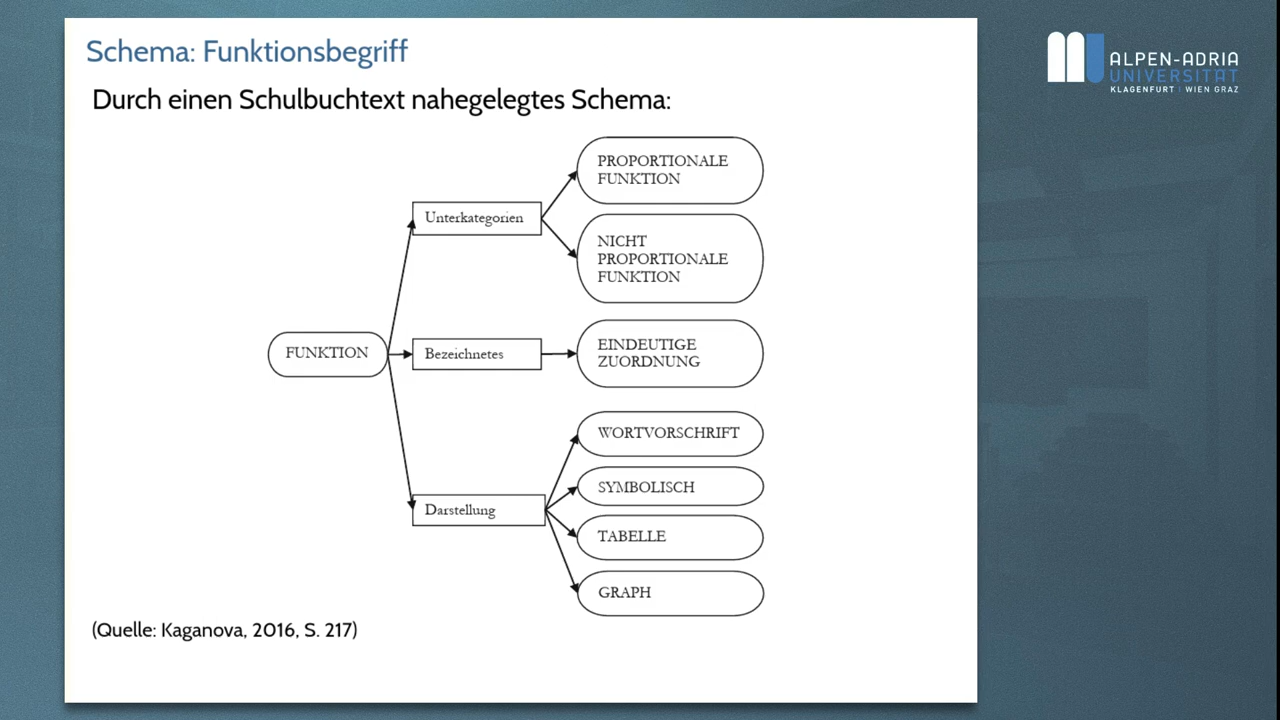 Schema: Funktionsbegriff
Durch einen Schulbuchtext nahegelegtes Schema:
FUNKTION
Unterkategorien
PROPORTIONALE
FUNKTION
NICHT
PROPORTIONALE
FUNKTION
Bezeichnetes
EINDEUTIGE
ZUORDNUNG
Darstellung
WORTVORSCHRIFT
SYMBOLISCH
TABELLE
GRAPH
(Quelle: Kaganova, 2016, S. 217)
ALPEN-ADRIA
UNIVERSITÄT
KLAGENFURT | WIEN GRAZ